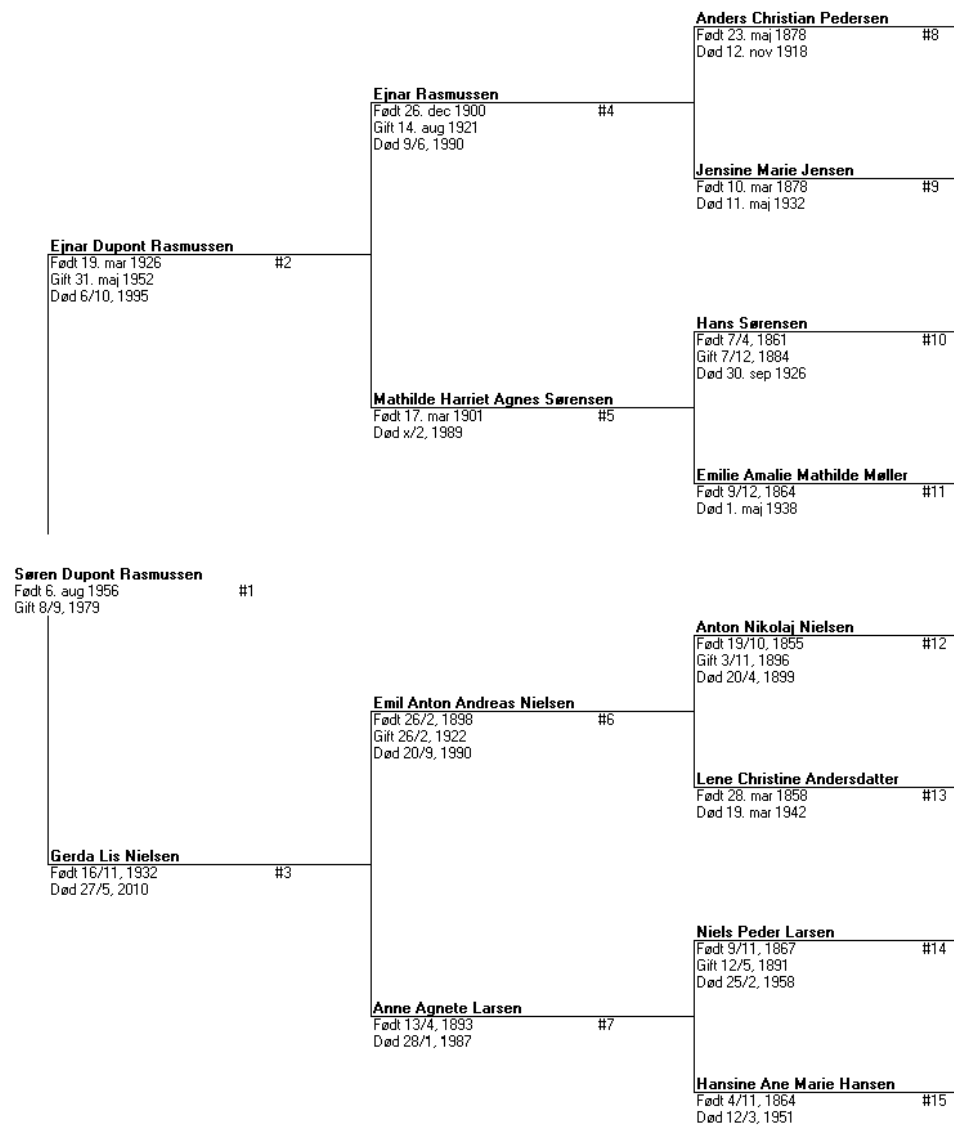 Anders Christian Pedersen
Født 23. maj 1878 #8
Død 12. nov 1918
Ejnar Rasmussen
Født 26. dec 1900 #4
Gift 14. aug 1921
Død 9/6, 1990
Jensine Marie Jensen
Født 10. mar 1878 #9
Død 11. maj 1932
Ejnar Dupont Rasmussen
Født 19. mar 1926 #2
Gift 31. maj 1952
Død 6/10, 1995
Hans Sørensen
Født 7/4, 1861 #10
Gift 7/12, 1884
Død 30. sep 1926
Mathilde Harriet Agnes Sørensen
Født 17. mar 1901 #5
Død x/2, 1989
Emilie Amalie Mathilde Møller
Født 9/12, 1864 #11
Død 1. maj 1938
Søren Dupont Rasmussen
Født 6. aug 1956 #1
Gift 8/9, 1979
Anton Nikolaj Nielsen
Født 19/10, 1855 #12
Gift 3/11, 1896
Død 20/4, 1899
Emil Anton Andreas Nielsen
Født 26/2, 1898 #6
Gift 26/2, 1922
Død 20/9, 1990
Lene Christine Andersdatter
Født 28. mar 1858 #13
Død 19. mar 1942
Gerda Lis Nielsen
Født 16/11, 1932 #3
Død 27/5, 2010
Niels Peder Larsen
Født 9/11, 1867 #14
Gift 12/5, 1891
Død 25/2, 1958
Anne Agnete Larsen
Født 13/4, 1893 #7
Død 28/1, 1987
Hansine Ane Marie Hansen
Født 4/11, 1864 #15
Død 12/3, 1951